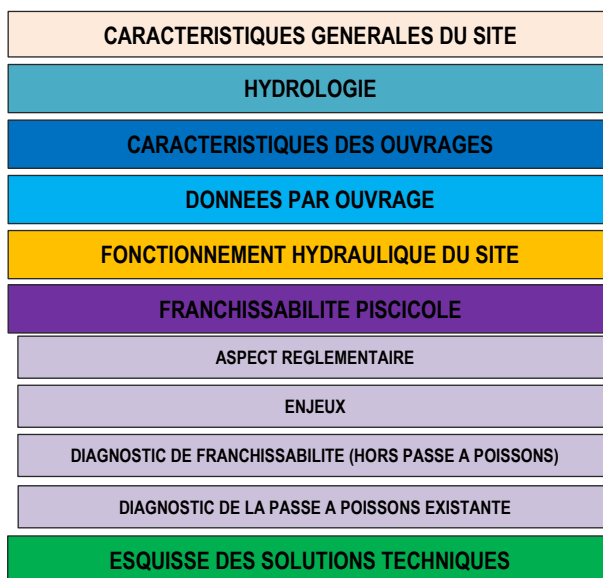 CARACTERISTIQUES GENERALES DU SITE
HYDROLOGIE
CARACTERISTIQUES DES OUVRAGES
DONNEES PAR OUVRAGE
FONCTIONNEMENT HYDRAULIQUE DU SITE
FRANCHISSABILITE PISCICOLE
ASPECT REGLEMENTAIRE
ENJEUX
DIAGNOSTIC DE FRANCHISSABILITE (HORS PASSE A POISSONS)
DIAGNOSTIC DE LA PASSE A POISSONS EXISTANTE
ESQUISSE DES SOLUTIONS TECHNIQUES